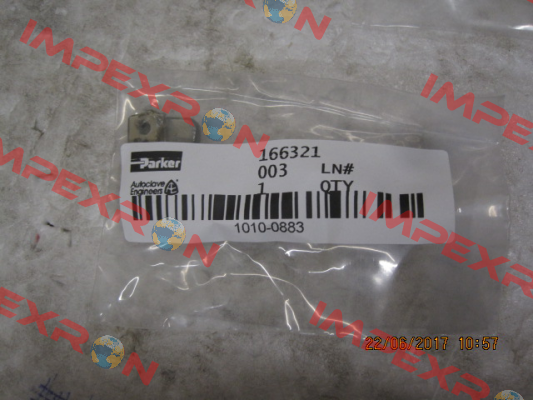 IMPEXRON
IMPEXRON
Parker
Autoclave
Engineers
166321
003 LN#
1 QTY
1010-0883
IMPEXRON
IMPEXRON
IMPEXRON
22/06/2017 10:57